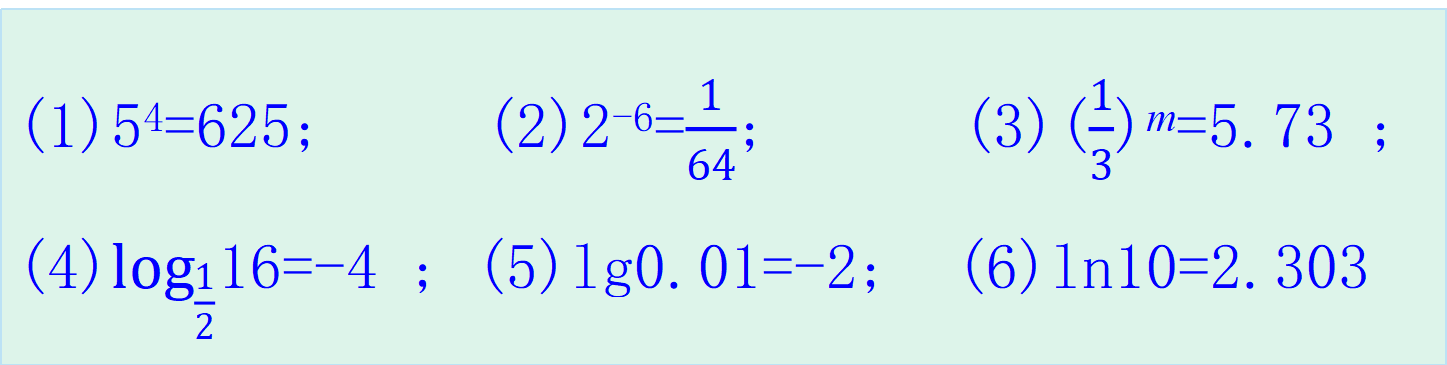 (1) 5⁴=625; (2) 2⁻⁶=1/64; (3) (1/3)ᵐ=5.73 ;
(4) log_{1/2}16=-4 ; (5) lg0.01=-2; (6) ln10=2.303